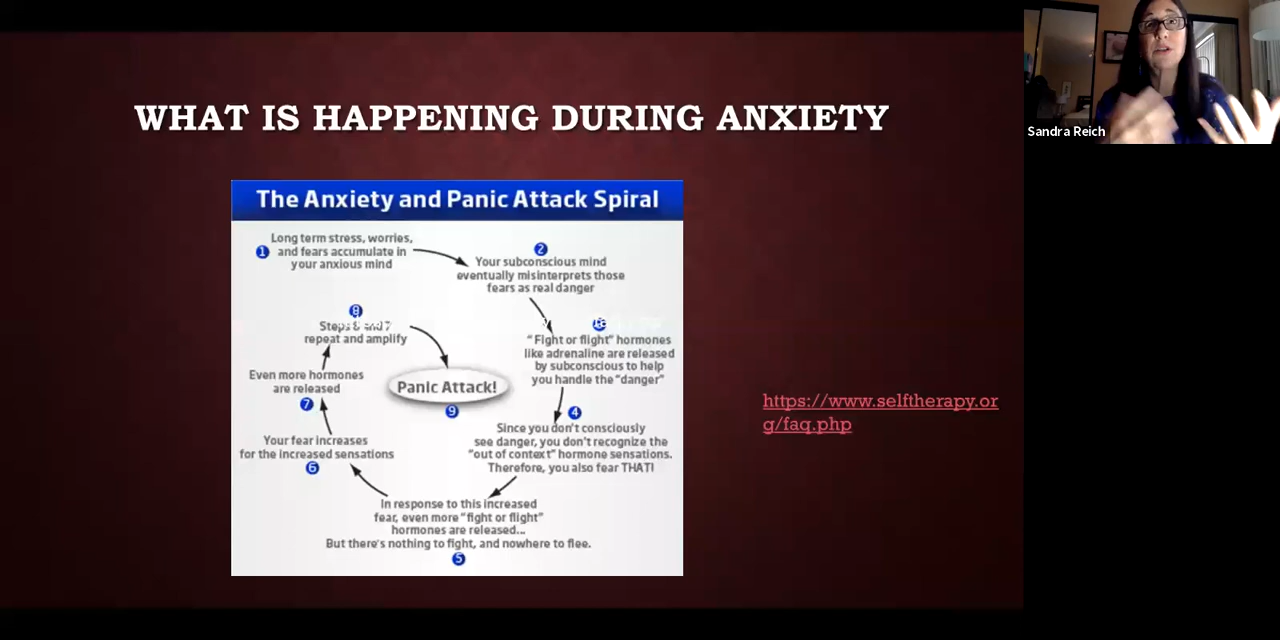 WHAT IS HAPPENING DURING ANXIETY
The Anxiety and Panic Attack Spiral
1
Long term stress, worries,
and fears accumulate in
your anxious mind
2
Your subconscious mind
eventually misinterprets those
fears as real danger
"Fight or flight" hormones
like adrenaline are released
by subconscious to help
you handle the "danger"
4
Since you don't consciously
see danger, you don't recognize the
"out of context" hormone sensations.
Therefore, you also fear THAT!
In response to this increased
fear, even more "fight or flight"
hormones are released...
But there's nothing to fight, and nowhere to flee.
5
Your fear increases
for the increased sensations
6
Even more hormones
are released
7
Steps and 7
repeat and amplify
Panic Attack!
9
https://www.selftherapy.or
g/faq.php
Sandra Reich